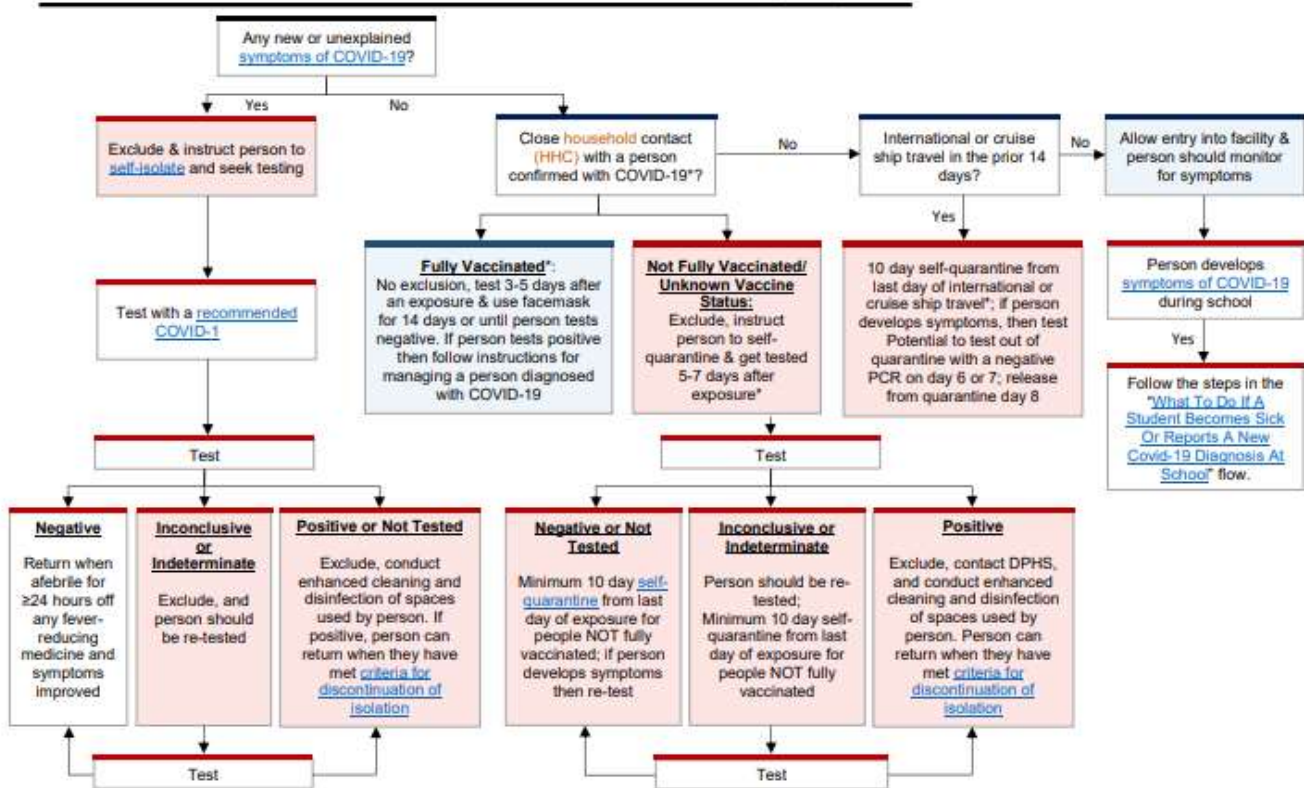 Any new or unexplained
symptoms of COVID-19?
Yes
No
Exclude & instruct person to
self-isolate and seek testing
Close household contact
(HHC) with a person
confirmed with COVID-19*?
No
International or cruise
ship travel in the prior 14
days?
No
Allow entry into facility &
person should monitor
for symptoms
Yes
Test with a recommended
COVID-1
Fully Vaccinated*:
No exclusion, test 3-5 days after
an exposure & use facemask
for 14 days or until person tests
negative. If person tests positive
then follow instructions for
managing a person diagnosed
with COVID-19
Not Fully Vaccinated/
Unknown Vaccine
Status:
Exclude, instruct
person to self-
quarantine & get tested
5-7 days after
exposure*
10 day self-quarantine from
last day of international or
cruise ship travel*; if person
develops symptoms, then test
Potential to test out of
quarantine with a negative
PCR on day 6 or 7; release
from quarantine day 8
Person develops
symptoms of COVID-19
during school
Yes
Follow the steps in the
"What To Do If A
Student Becomes Sick
Or Reports A New
Covid-19 Diagnosis At
School" flow.
Test
Test
Negative
Return when
afebrile for
≥24 hours off
any fever-
reducing
medicine and
symptoms
improved
Inconclusive
or
Indeterminate
Exclude, and
person should
be re-tested
Positive or Not Tested
Exclude, conduct
enhanced cleaning and
disinfection of spaces
used by person. If
positive, person can
return when they have
met criteria for
discontinuation of
isolation
Negative or Not
Tested
Minimum 10 day self-
quarantine from last
day of exposure for
people NOT fully
vaccinated; if person
develops symptoms
then re-test
Inconclusive or
Indeterminate
Person should be re-
tested;
Minimum 10 day self-
quarantine from last
day of exposure for
people NOT fully
vaccinated
Positive
Exclude, contact DPHS,
and conduct enhanced
cleaning and disinfection
of spaces used by
person. Person can
return when they have
met criteria for
discontinuation of
isolation
Test
Test